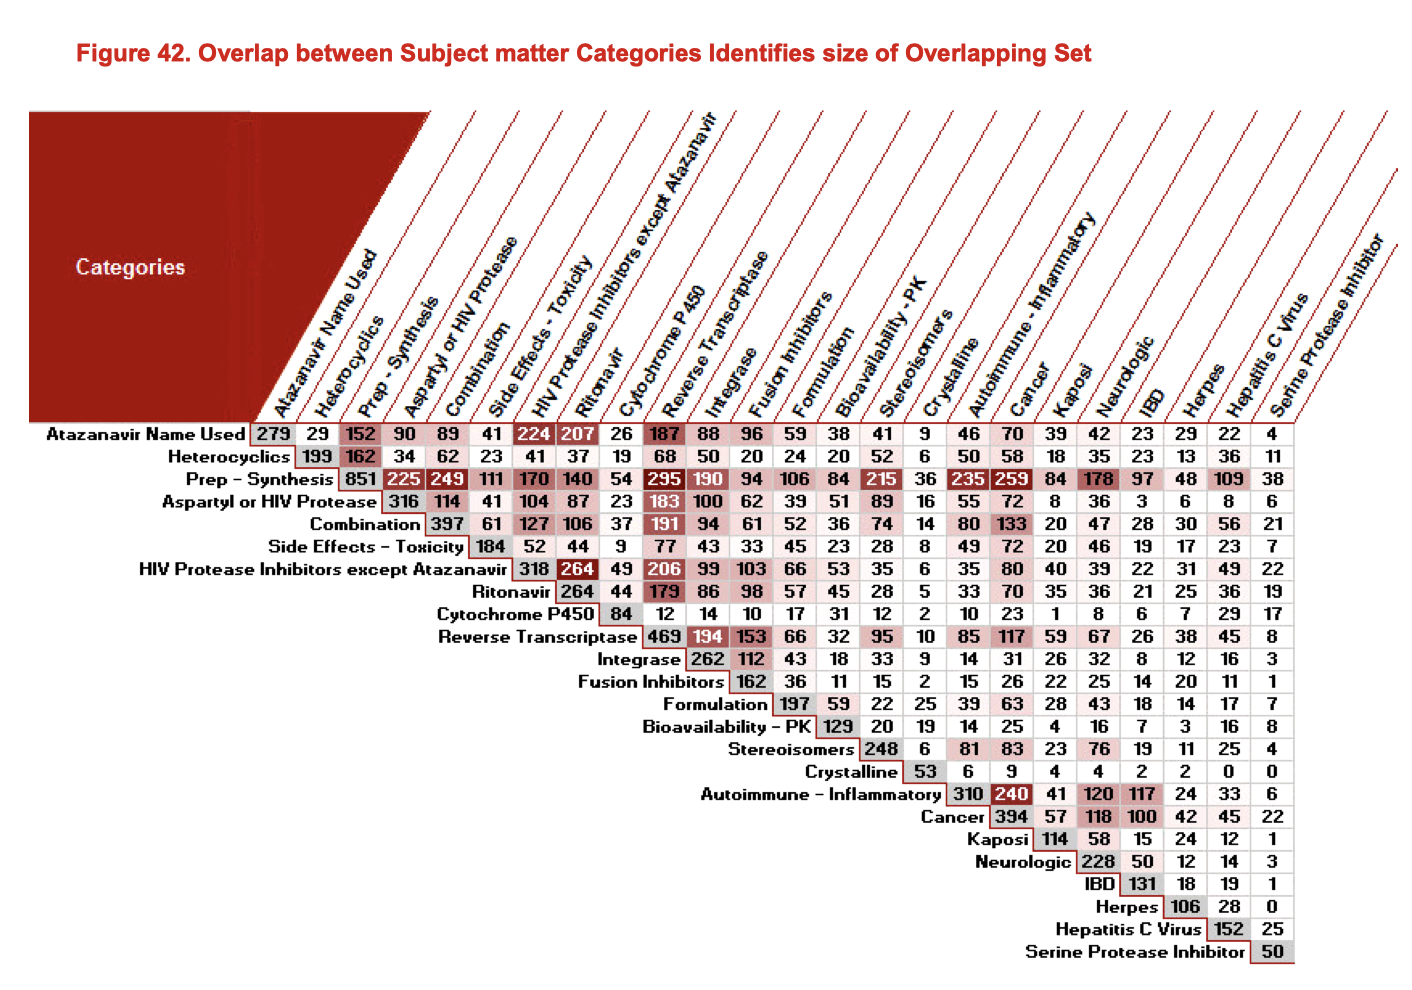 Figure 42. Overlap between Subject matter Categories Identifies size of Overlapping Set
Categories
Atazanavir Name Used
Heterocyclics
Prep - Synthesis
Aspartyl or HIV Protease
Combination
Side Effects - Toxicity
HIV Protease Inhibitors except Atazanavir
Ritonavir
Cytochrome P450
Reverse Transcriptase
Integrase
Fusion Inhibitors
Formulation
Bioavailability - PK
Stereoisomers
Crystalline
Autoimmune - Inflammatory
Cancer
Kaposi
Neurologic
IBD
Herpes
Hepatitis C Virus
Serine Protease Inhibitor
Atazanavir Name Used 279 29 152 90 89 41 224 207 26 187 88 96 59 38 41 9 46 70 39 42 23 29 22 4
Heterocyclics 199 162 34 62 23 41 37 19 68 50 20 24 20 52 6 50 58 18 35 23 13 36 11
Prep - Synthesis 851 225 249 111 170 140 54 295 190 94 106 84 215 36 235 259 84 178 97 48 109 38
Aspartyl or HIV Protease 316 114 41 104 87 23 183 100 62 39 51 89 16 55 72 8 36 3 6 8 6
Combination 397 61 127 106 37 191 94 61 52 36 74 14 80 133 20 47 28 30 56 21
Side Effects - Toxicity 184 52 44 9 77 43 33 45 23 28 8 49 72 20 46 19 17 23 7
HIV Protease Inhibitors except Atazanavir 318 264 49 206 99 103 66 53 35 6 35 80 40 39 22 31 49 22
Ritonavir 264 44 179 86 98 57 45 28 5 33 70 35 36 21 25 36 19
Cytochrome P450 84 12 14 10 17 31 12 2 10 23 1 8 6 7 29 17
Reverse Transcriptase 469 194 153 66 32 95 10 85 117 59 67 26 38 45 8
Integrase 262 112 43 18 33 9 14 31 26 32 8 12 16 3
Fusion Inhibitors 162 36 11 15 2 15 26 22 25 14 20 11 1
Formulation 197 59 22 25 39 63 28 43 18 14 17 7
Bioavailability - PK 129 20 19 14 25 4 16 7 3 16 8
Stereoisomers 248 6 81 83 23 76 19 11 25 4
Crystalline 53 6 9 4 4 2 2 0 0
Autoimmune - Inflammatory 310 240 41 120 117 24 33 6
Cancer 394 57 118 100 42 45 22
Kaposi 114 58 15 24 12 1
Neurologic 228 50 12 14 3
IBD 131 18 19 1
Herpes 106 28 0
Hepatitis C Virus 152 25
Serine Protease Inhibitor 50